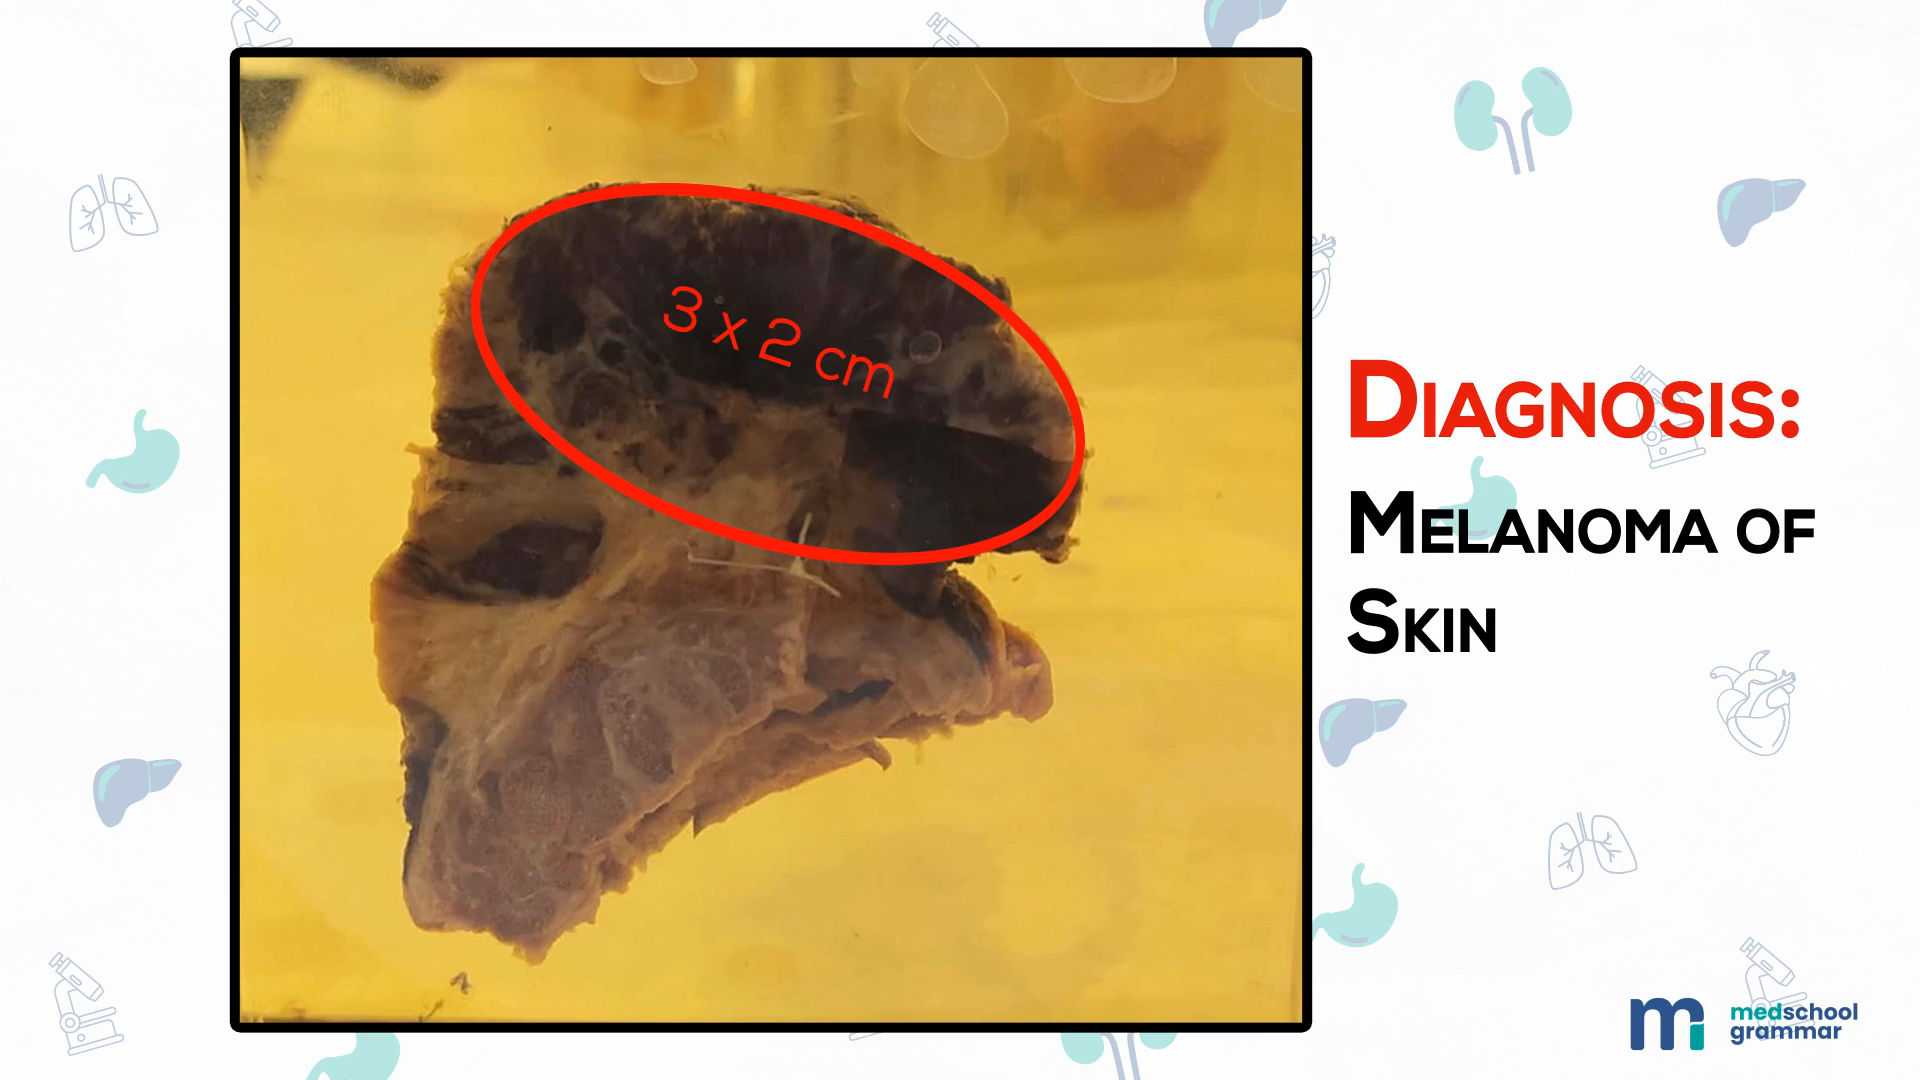 3 x 2 cm
Diagnosis:
Melanoma of
Skin
medschool
grammar